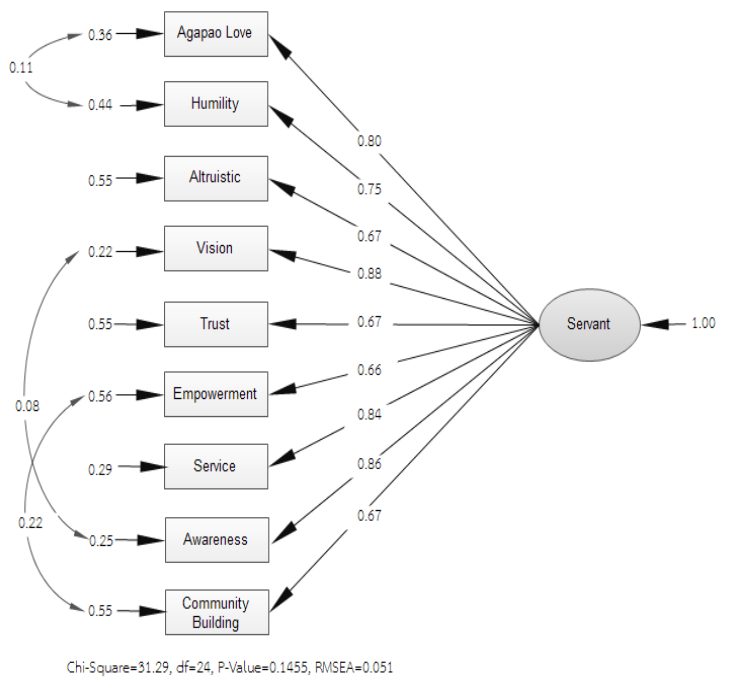 0.36
Agapao Love
0.11
0.44
Humility
0.80
0.75
0.55
Altruistic
0.67
0.22
Vision
0.88
0.55
Trust
0.67
Servant
1.00
0.56
Empowerment
0.66
0.08
0.84
0.29
Service
0.86
0.22
0.67
0.25
Awareness
0.55
Community
Building
Chi-Square=31.29, df=24, P-Value=0.1455, RMSEA=0.051